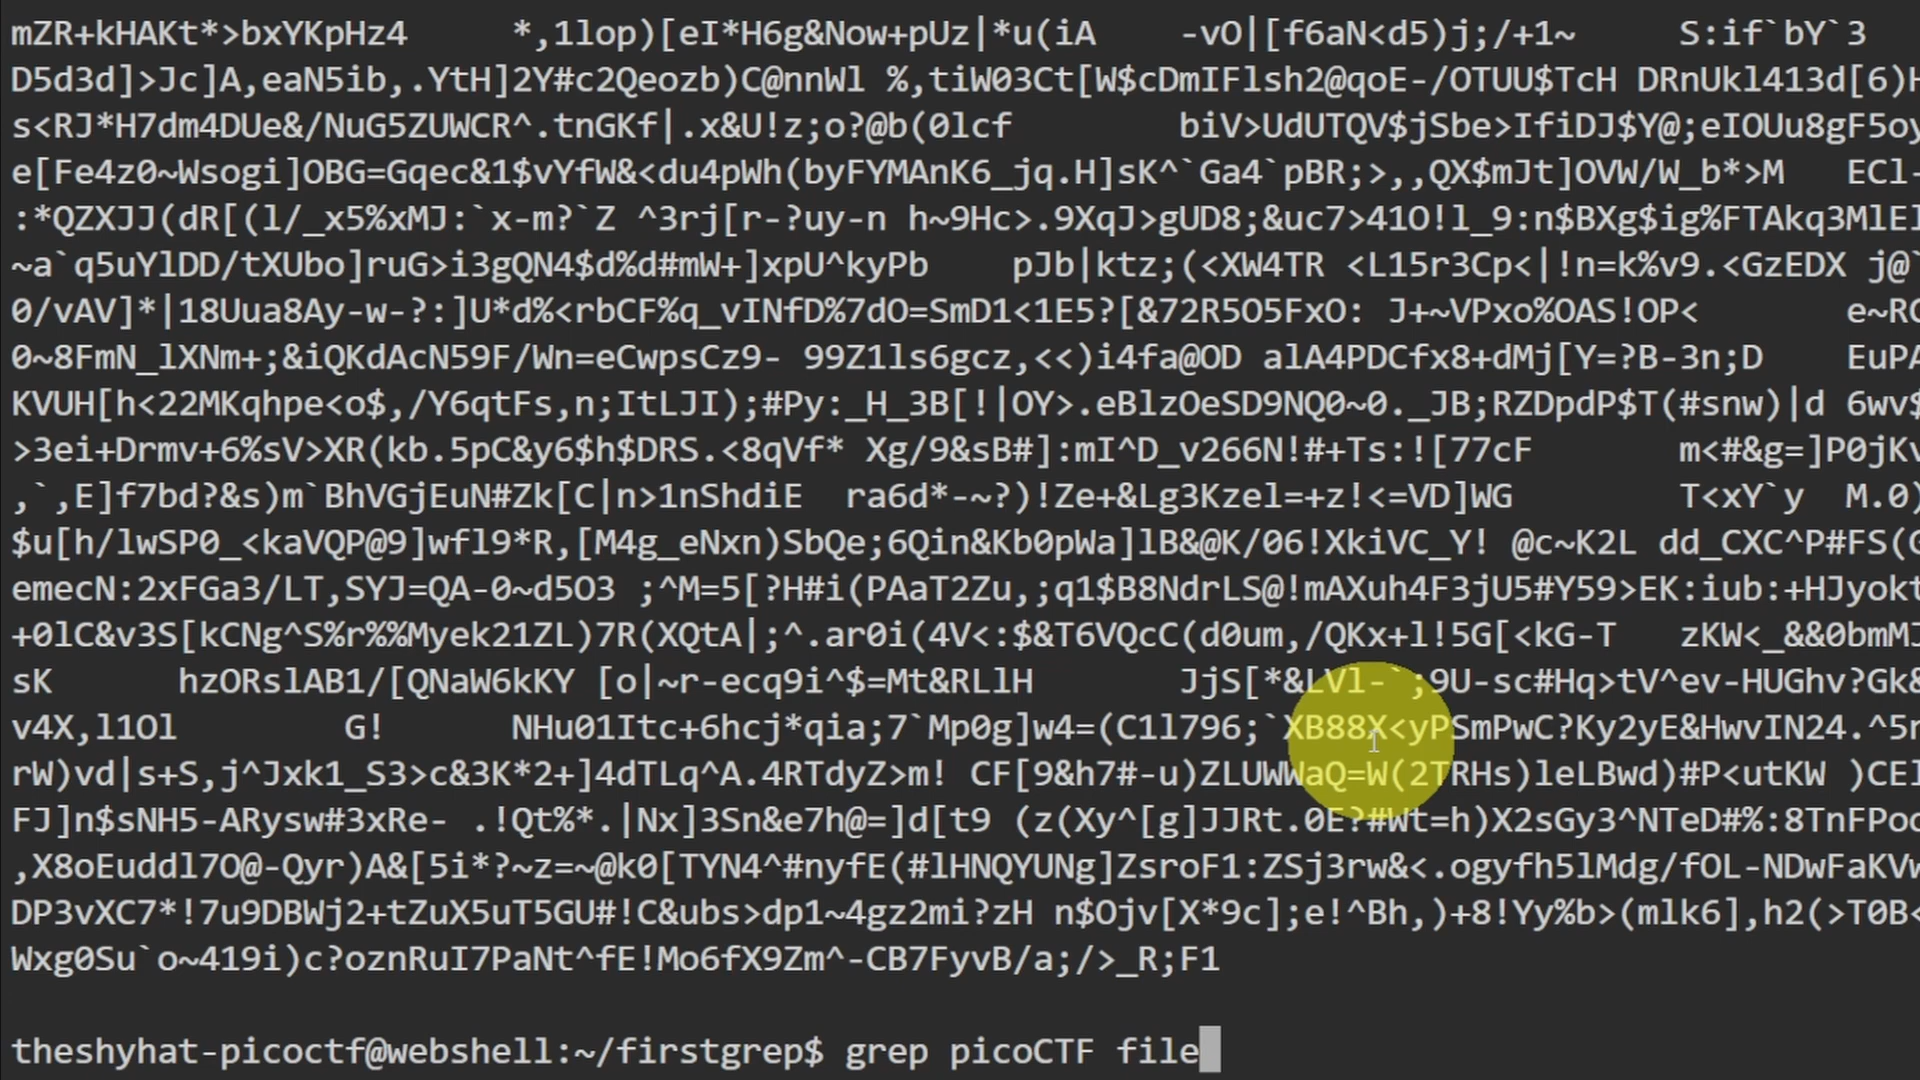 mZR+kHAKt*>bxYKpHz4     *,1lop)[eI*H6g&Now+pUz|*u(iA    -vO|[f6aN<d5)j;/+1~     S:if`bY`3
D5d3d]>Jc]A,eaN5ib,.YtH]2Y#c2Qeozb)C@nnWl %,tiW03Ct[W$cDmIFlsh2@qoE-/OTUU$TcH DRnUkl413d[6)H
s<RJ*H7dm4DUe&/NuG5ZUWCR^.tnGKf|.x&U!z;o?@b(0lcf        biV>UdUTQV$jSbe>IfiDJ$Y@;eIOUu8gF5oy
e[Fe4z0~Wsogi]OBG=Gqec&1$vYfW&<du4pWh(byFYMAnK6_jq.H]sK^`Ga4`pBR;>,,QX$mJt]OVW/W_b*>M   ECl-
:*QZXJJ(dR[(l/_x5%xMJ:`x-m?`Z ^3rj[r-?uy-n h~9Hc>.9XqJ>gUD8;&uc7>41O!l_9:n$BXg$ig%FTAkq3MlEl
~a`q5uYlDD/tXUbo]ruG>i3gQN4$d%d#mW+]xpU^kyPb    pJb|ktz;(<XW4TR <L15r3Cp<|!n=k%v9.<GzEDX j@`
0/vAV]*|18Uua8Ay-w-?:]U*d%<rbCF%q_vINfD%7dO=SmD1<1E5?[&72R5O5FxO: J+~VPxo%OAS!OP<       e~RC
0~8FmN_lXNm+;&iQKdAcN59F/Wn=eCwpsCz9- 99Z1ls6gcz,<<)i4fa@OD alA4PDCfx8+dMj[Y=?B-3n;D    EuPA
KVUH[h<22MKqhpe<o$,/Y6qtFs,n;ItLJI);#Py:_H_3B[!|OY>.eBlzOeSD9NQ0~0._JB;RZDpdP$T(#snw)|d 6wv$
>3ei+Drmv+6%sV>XR(kb.5pC&y6$h$DRS.<8qVf* Xg/9&sB#]:mI^D_v266N!#+Ts:![77cF       m<#&g=]P0jKv
,`,E]f7bd?&s)m`BhVGjEuN#Zk[C|n>1nShdiE  ra6d*-~?)!Ze+&Lg3Kzel=+z!<=VD]WG        T<xY`y  M.0)
$u[h/lwSP0_<kaVQP@9]wfl9*R,[M4g_eNxn)SbQe;6Qin&Kb0pWa]lB&@K/06!XkiVC_Y! @c~K2L dd_CXC^P#FS(G
emecN:2xFGa3/LT,SYJ=QA-0~d5O3 ;^M=5[?H#i(PAaT2Zu,;q1$B8NdrLS@!mAXuh4F3jU5#Y59>EK:iub:+HJyokt
+0lC&v3S[kCNg^S%r%%Myek21ZL)7R(XQtA|;^.ar0i(4V<:$&T6VQcC(d0um,/QKx+l!5G[<kG-T   zKW<_&&0bmMJ
sK      hzORslAB1/[QNaW6kKY [o|~r-ecq9i^$=Mt&RLlH       JjS[*&LVl-`;9U-sc#Hq>tV^ev-HUGhv?Gk&
v4X,l1Ol        G!      NHu01Itc+6hcj*qia;7`Mp0g]w4=(C1l796;`XB88X<yPSmPwC?Ky2yE&HwvIN24.^5n
rW)vd|s+S,j^Jxk1_S3>c&3K*2+]4dTLq^A.4RTdyZ>m! CF[9&h7#-u)ZLUWWaQ=W(2TRHs)leLBwd)#P<utKW )CEl
FJ]n$sNH5-ARysw#3xRe- .!Qt%*.|Nx]3Sn&e7h@=]d[t9 (z(Xy^[g]JJRt.0E?#Wt=h)X2sGy3^NTeD#%:8TnFPoc
,X8oEuddl7O@-Qyr)A&[5i*?~z=~@k0[TYN4^#nyfE(#lHNQYUNg]ZsroF1:ZSj3rw&<.ogyfh5lMdg/fOL-NDwFaKVw
DP3vXC7*!7u9DBWj2+tZuX5uT5GU#!C&ubs>dp1~4gz2mi?zH n$Ojv[X*9c];e!^Bh,)+8!Yy%b>(mlk6],h2(>T0B<
Wxg0Su`o~419i)c?oznRuI7PaNt^fE!Mo6fX9Zm^-CB7FyvB/a;/>_R;F1
theshyhat-picoctf@webshell:~/firstgrep$ grep picoCTF file